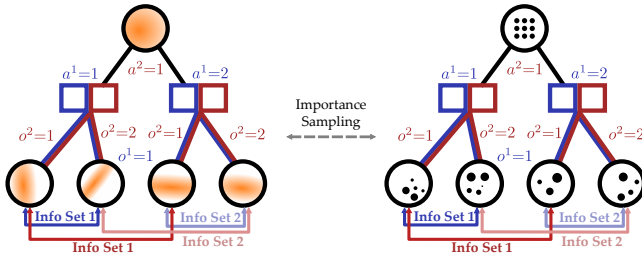 a¹=1
a²=1
a¹=2
o²=1
o²=2
o²=1
o²=2
o¹=1
Info Set 1
Info Set 2
Info Set 1
Info Set 2
Importance
Sampling
a¹=1
a²=1
a¹=2
o²=1
o²=2
o²=1
o²=2
o¹=1
Info Set 1
Info Set 2
Info Set 1
Info Set 2